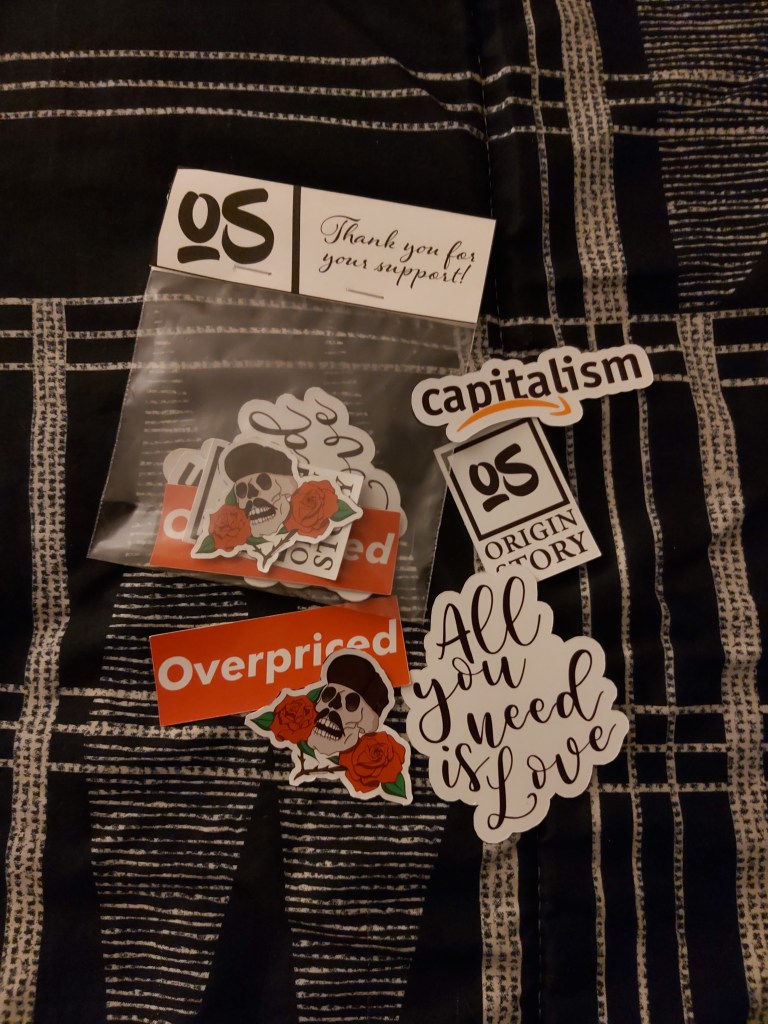 OS
Thank you for
your support!
capitalism
OS
ORIGIN
STORY
Overpriced
All
you
need
is Love